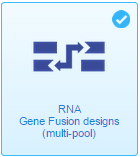 RNA
Gene Fusion designs
(multi-pool)